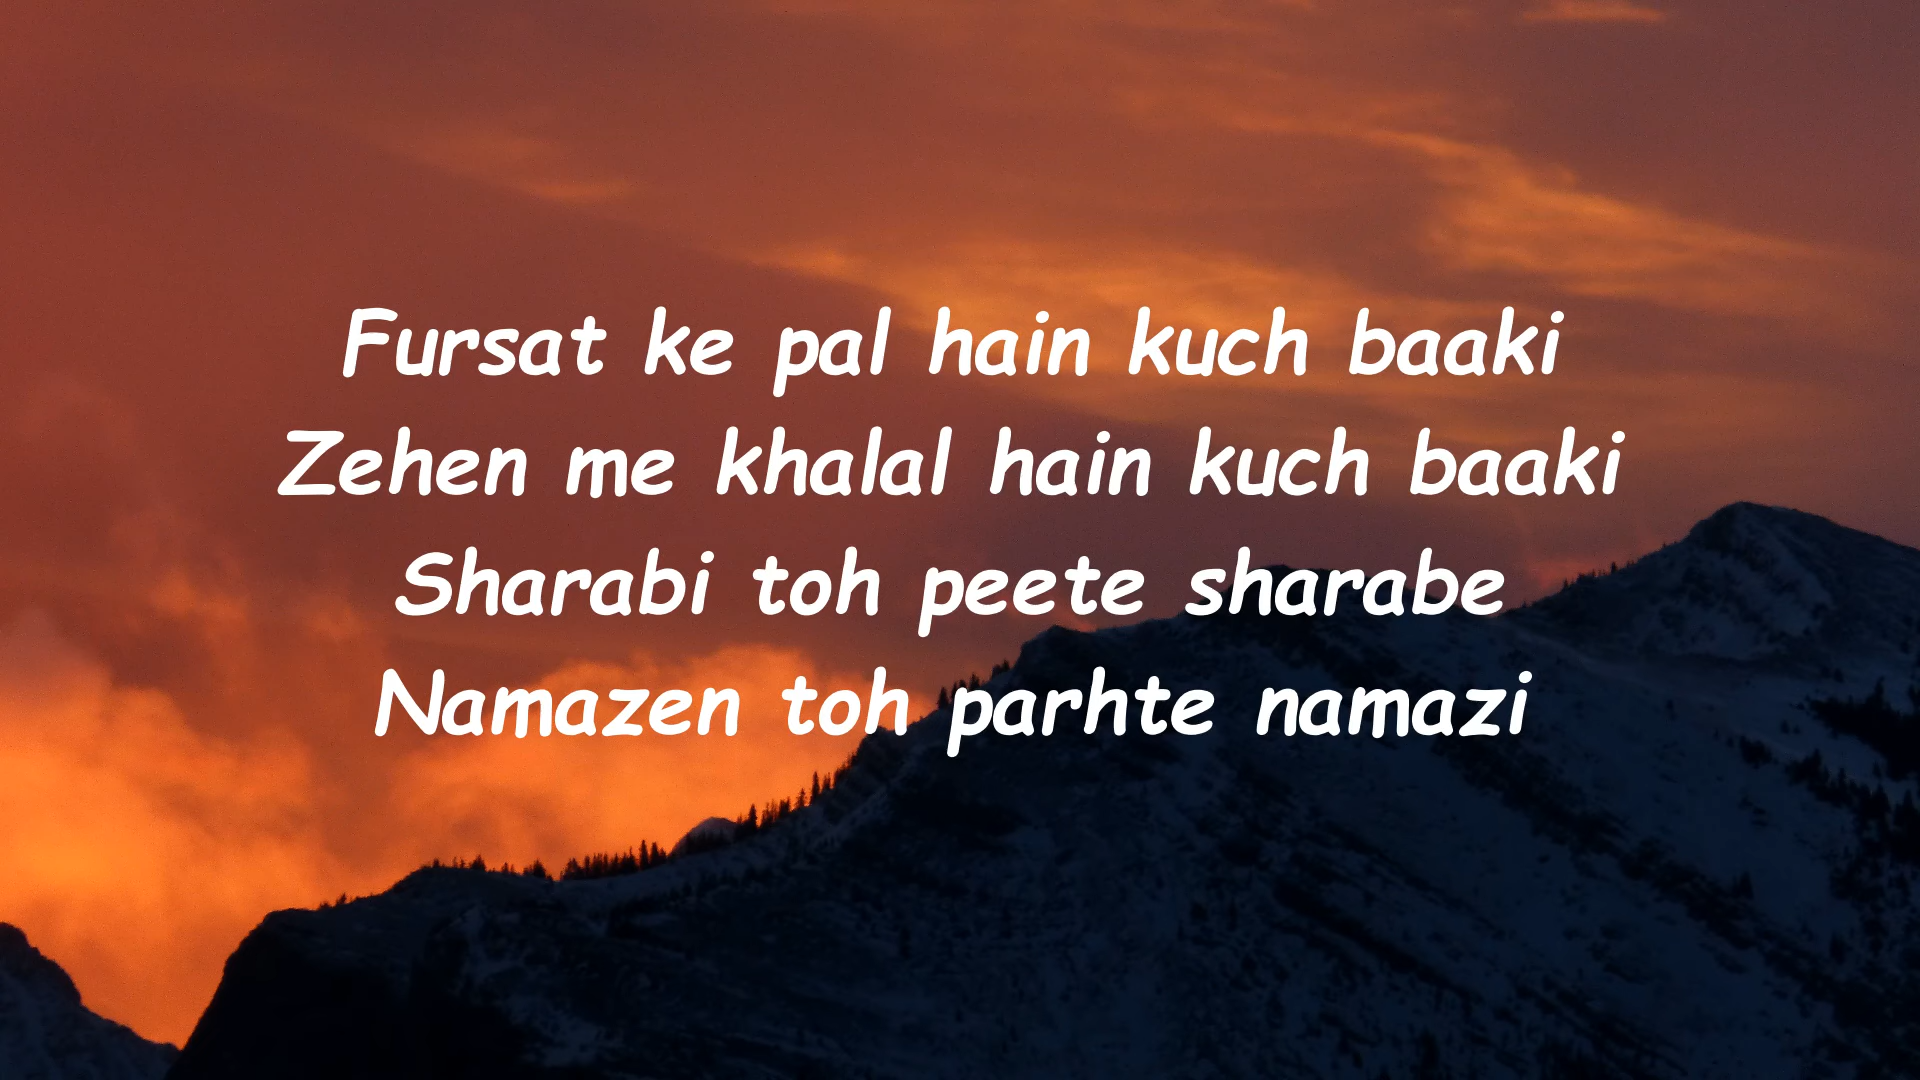 Fursat ke pal hain kuch baaki
Zehen me khalal hain kuch baaki
Sharabi toh peete sharabe
Namazen toh parhte namazi